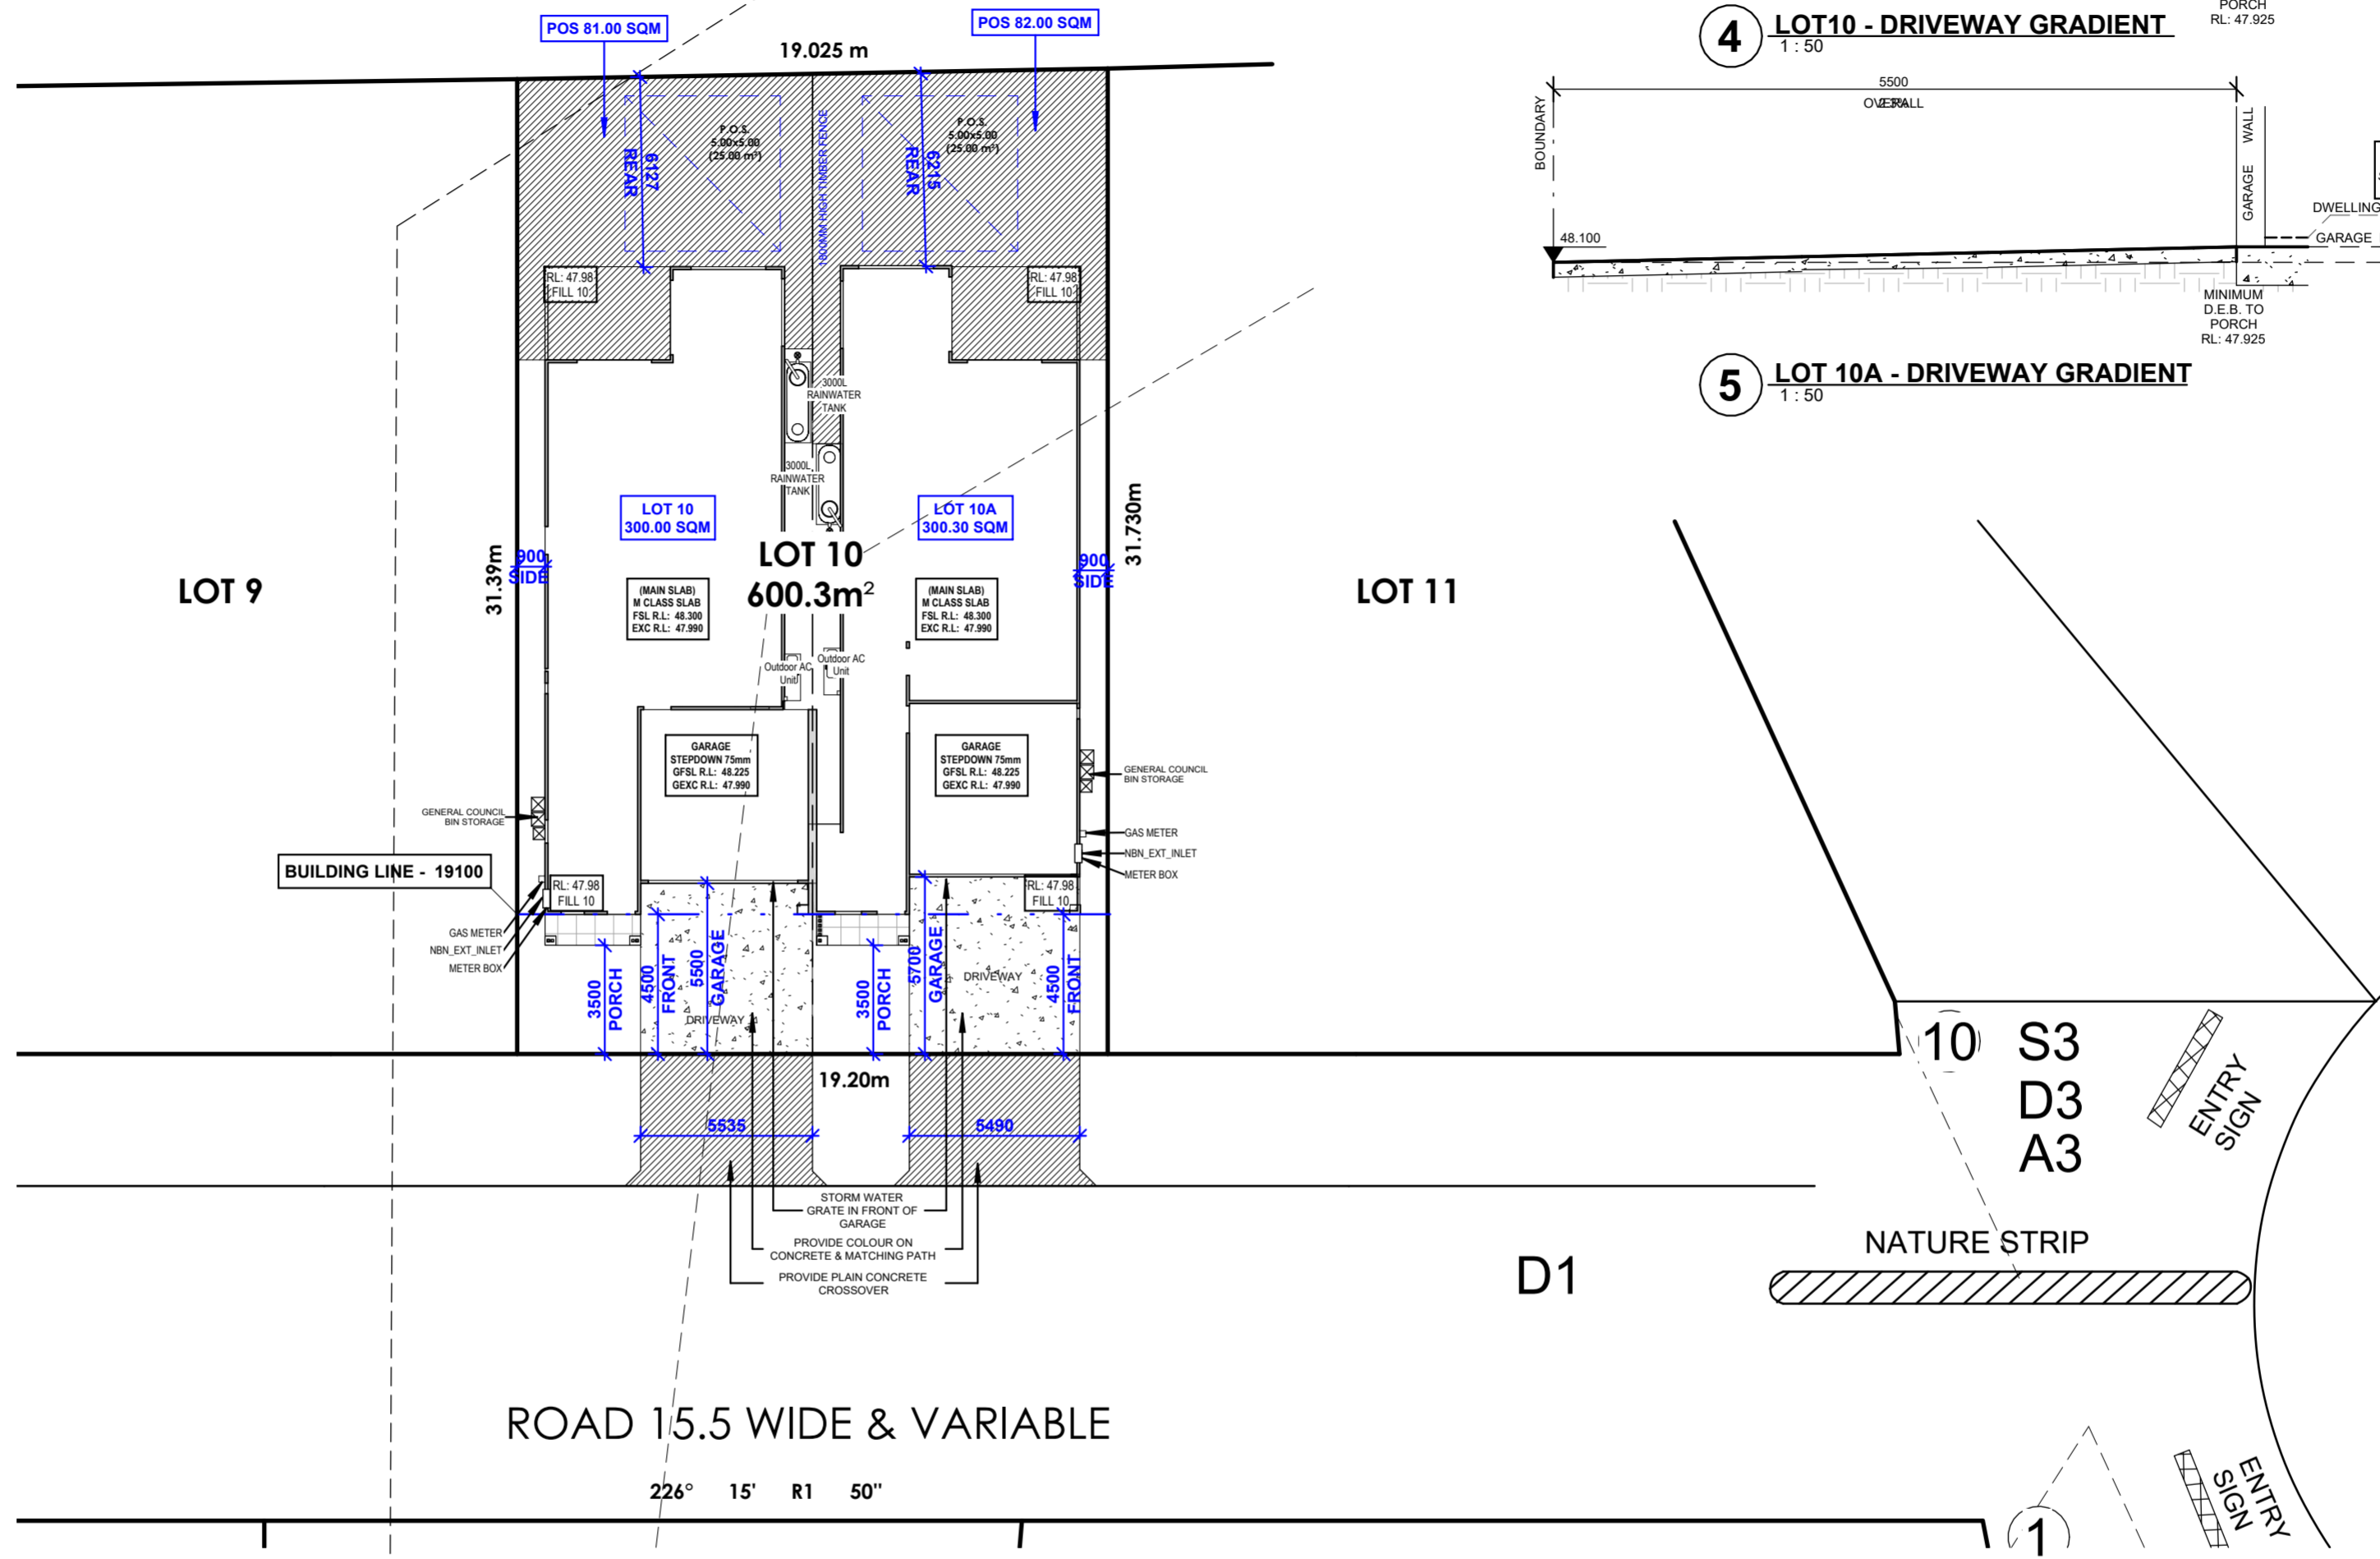 POS 81.00 SQM
POS 82.00 SQM
19.025 m
P.O.S.
5.00x5.00
(25.00 m²)
P.O.S.
5.00x5.00
(25.00 m²)
6127
REAR
6215
REAR
1800MM HIGH TIMBER FENCE
RL: 47.98
FILL 10
RL: 47.98
FILL 10
3000L
RAINWATER
TANK
3000L
RAINWATER
TANK
LOT 10
300.00 SQM
LOT 10A
300.30 SQM
LOT 10
600.3m²
900
SIDE
900
SIDE
31.39m
31.730m
LOT 9
LOT 11
(MAIN SLAB)
M CLASS SLAB
FSL R.L: 48.300
EXC R.L: 47.990
(MAIN SLAB)
M CLASS SLAB
FSL R.L: 48.300
EXC R.L: 47.990
Outdoor AC
Unit
Outdoor AC
Unit
GARAGE
STEPDOWN 75mm
GFSL R.L: 48.225
GEXC R.L: 47.990
GARAGE
STEPDOWN 75mm
GFSL R.L: 48.225
GEXC R.L: 47.990
GENERAL COUNCIL
BIN STORAGE
GENERAL COUNCIL
BIN STORAGE
GAS METER
NBN_EXT_INLET
METER BOX
BUILDING LINE - 19100
RL: 47.98
FILL 10
RL: 47.98
FILL 10
GAS METER
NBN_EXT_INLET
METER BOX
3500
PORCH
4500
FRONT
5500
GARAGE
DRIVEWAY
3500
PORCH
5700
GARAGE
DRIVEWAY
4500
FRONT
19.20m
5535
5490
STORM WATER
GRATE IN FRONT OF
GARAGE
PROVIDE COLOUR ON
CONCRETE & MATCHING PATH
PROVIDE PLAIN CONCRETE
CROSSOVER
ROAD 15.5 WIDE & VARIABLE
226° 15' R1 50"
PORCH
RL: 47.925
4 LOT10 - DRIVEWAY GRADIENT
1 : 50
5500
OVERALL
BOUNDARY
GARAGE WALL
48.100
DWELLING
GARAGE
MINIMUM
D.E.B. TO
PORCH
RL: 47.925
5 LOT 10A - DRIVEWAY GRADIENT
1 : 50
10 S3
D3
A3
ENTRY
SIGN
NATURE STRIP
D1
ENTRY
SIGN
1